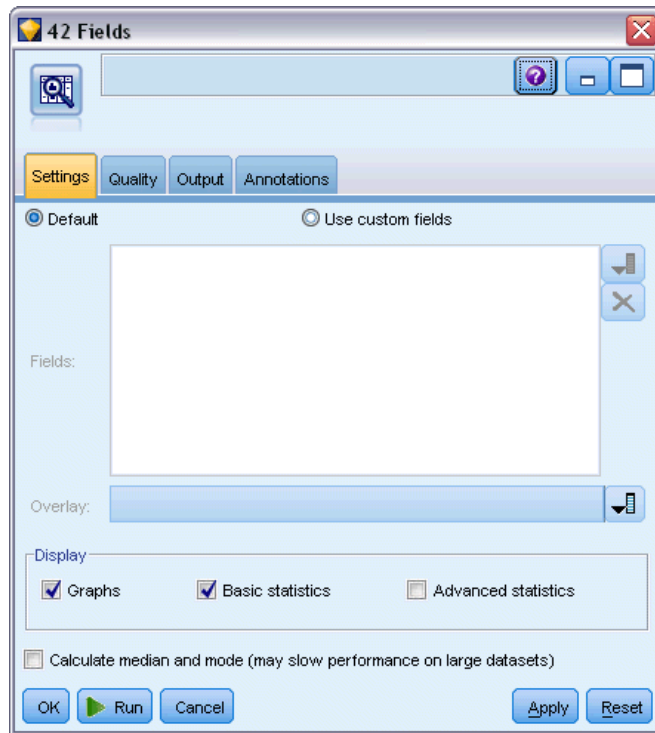 42 Fields
Settings Quality Output Annotations
Default Use custom fields
Fields:
Overlay:
Display
Graphs Basic statistics Advanced statistics
Calculate median and mode (may slow performance on large datasets)
OK Run Cancel Apply Reset